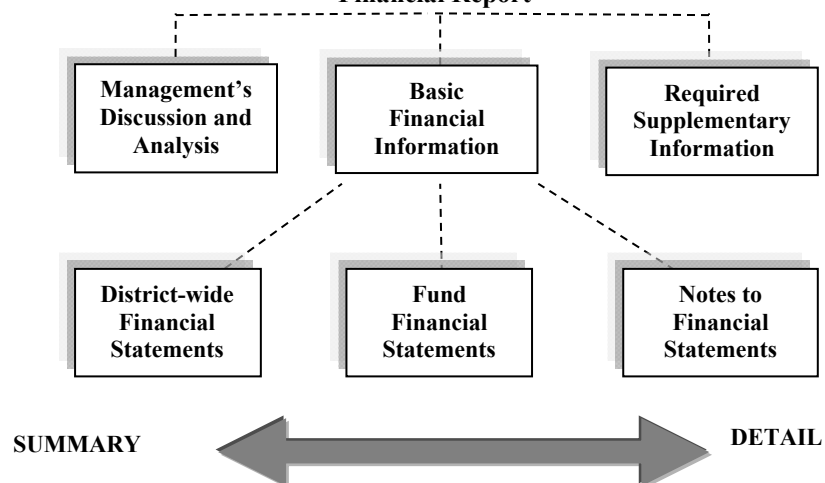 Financial Report
Management’s
Discussion and
Analysis
Basic
Financial
Information
Required
Supplementary
Information
District-wide
Financial
Statements
Fund
Financial
Statements
Notes to
Financial
Statements
SUMMARY
DETAIL